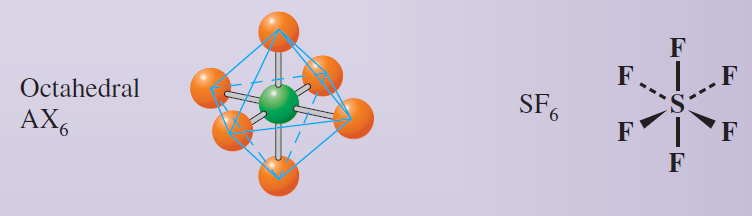 Octahedral
AX6
SF6
F
F F
S
F F
F